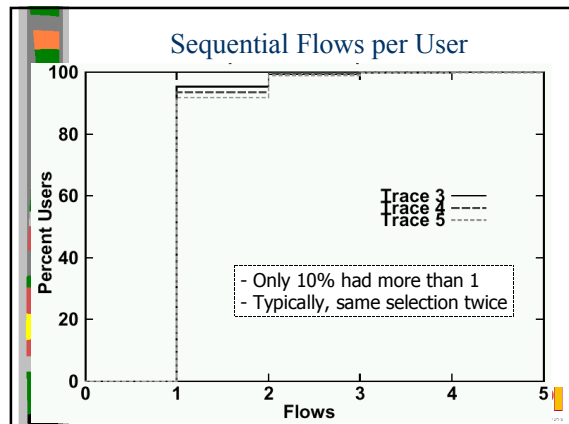 Sequential Flows per User
100
80
60
40
20
0
Percent Users
Trace 3
Trace 4
Trace 5
- Only 10% had more than 1
- Typically, same selection twice
0 1 2 3 4 5
Flows